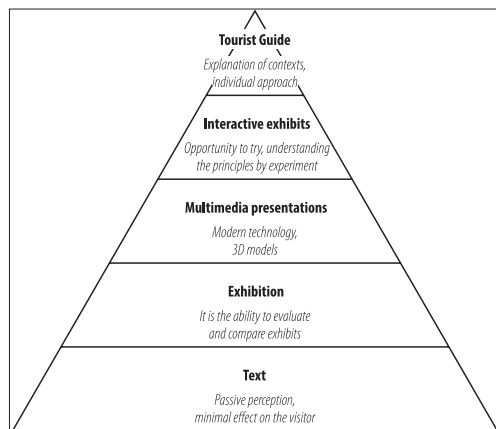 Tourist Guide
Explanation of contexts,
individual approach
Interactive exhibits
Opportunity to try, understanding
the principles by experiment
Multimedia presentations
Modern technology,
3D models
Exhibition
It is the ability to evaluate
and compare exhibits
Text
Passive perception,
minimal effect on the visitor